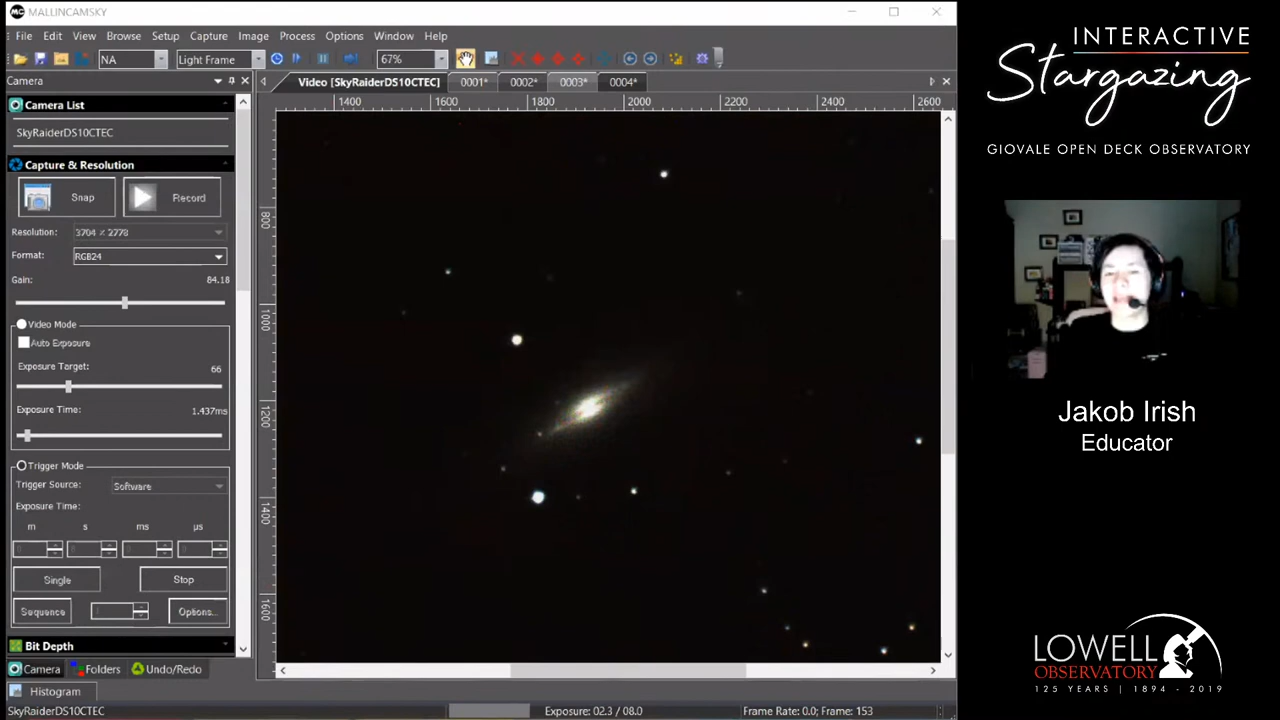 MALLINCAMSKY
File Edit View Browse Setup Capture Image Process Options Window Help
NA Light Frame 67%
Camera
Video [SkyRaiderDS10CTEC] 0001* 0002* 0003* 0004*
Camera List
SkyRaiderDS10CTEC
Capture & Resolution
Snap Record
Resolution: 3704 × 2778
Format: RGB24
Gain: 84.18
Video Mode
Auto Exposure
Exposure Target: 66
Exposure Time: 1.437ms
Trigger Mode
Trigger Source: Software
Exposure Time:
m s ms µs
Single Stop
Sequence Options...
Bit Depth
Camera Folders Undo/Redo
Histogram
SkyRaiderDS10CTEC Exposure: 02.3 / 08.0 Frame Rate: 0.0; Frame: 153
1400 1600 1800 2000 2200 2400 2600
800
1000
1200
1400
1600
INTERACTIVE
Stargazing
GIOVALE OPEN DECK OBSERVATORY
Jakob Irish
Educator
LOWELL
OBSERVATORY
125 YEARS | 1894 - 2019